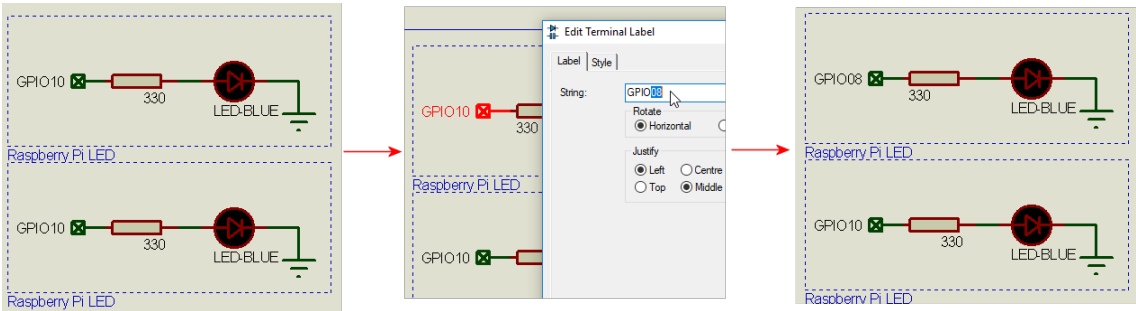 GPIO10
330
LED-BLUE
Raspberry Pi LED
GPIO10
330
LED-BLUE
Raspberry Pi LED
Edit Terminal Label
Label Style
String: GPIO08
Rotate
Horizontal
Justify
Left Centre
Top Middle
GPIO10
330
Raspberry Pi LED
GPIO10
GPIO08
330
LED-BLUE
Raspberry Pi LED
GPIO10
330
LED-BLUE
Raspberry Pi LED